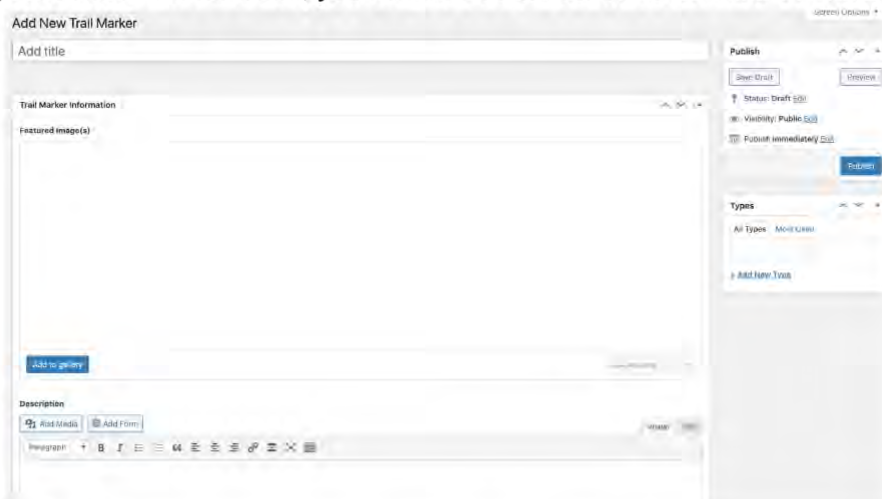 Screen Options
Add New Trail Marker
Add title
Publish
Save Draft
Preview
Status: Draft Edit
Visibility: Public Edit
Publish immediately Edit
Publish
Trail Marker Information
Featured Image(s)
Types
All Types Most Used
+ Add New Type
Add to gallery
Description
Add Media Add Form
Visual
Paragraph